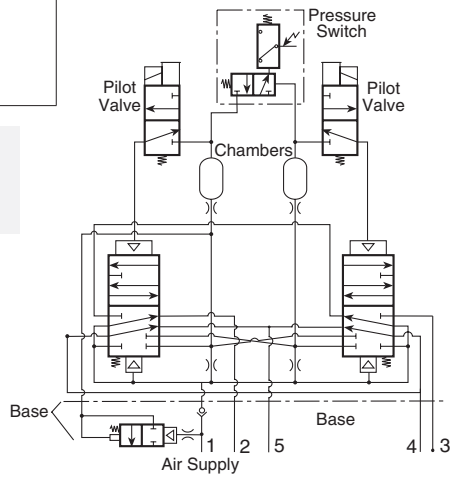 Pressure
Switch
Pilot
Valve
Pilot
Valve
Chambers
Base
Base
1 2 5 4 3
Air Supply